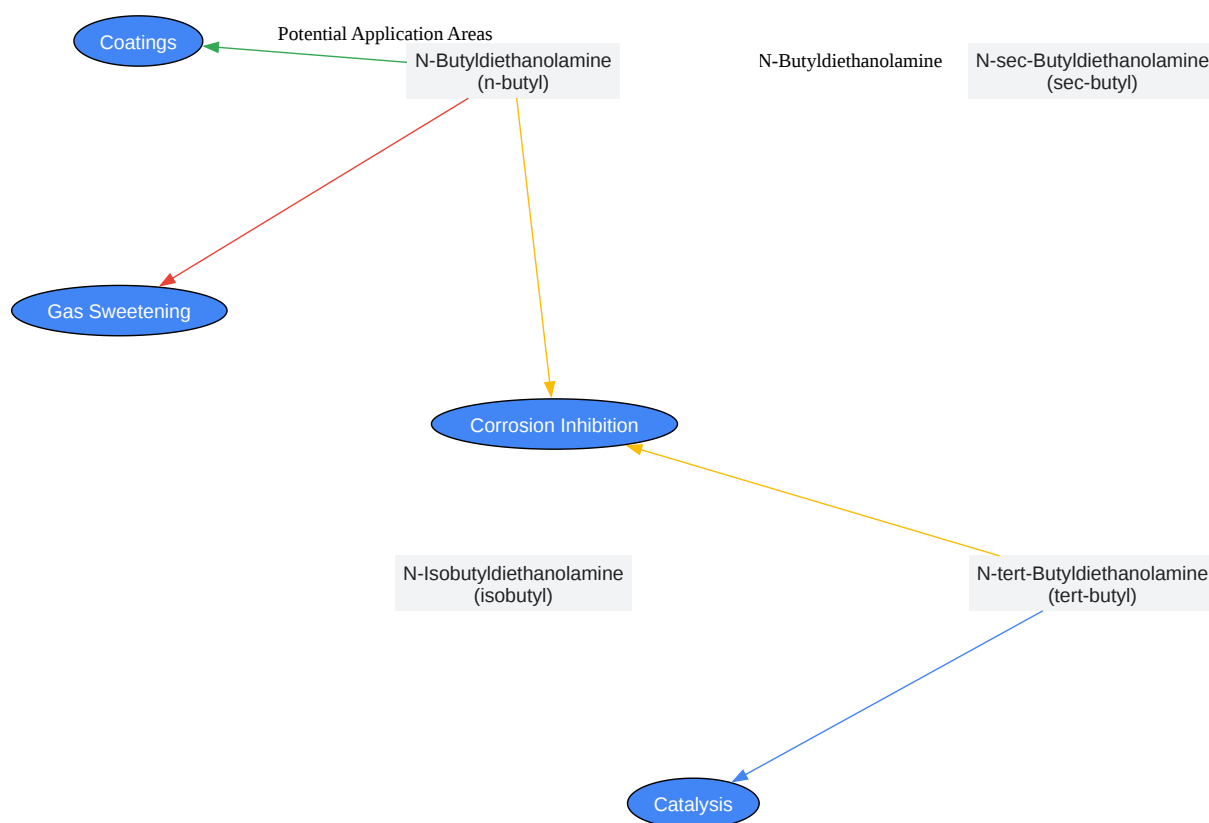 Potential Application Areas
Coatings
N-Butyldiethanolamine
(n-butyl)
N-Butyldiethanolamine
N-sec-Butyldiethanolamine
(sec-butyl)
Gas Sweetening
Corrosion Inhibition
N-Isobutyldiethanolamine
(isobutyl)
N-tert-Butyldiethanolamine
(tert-butyl)
Catalysis